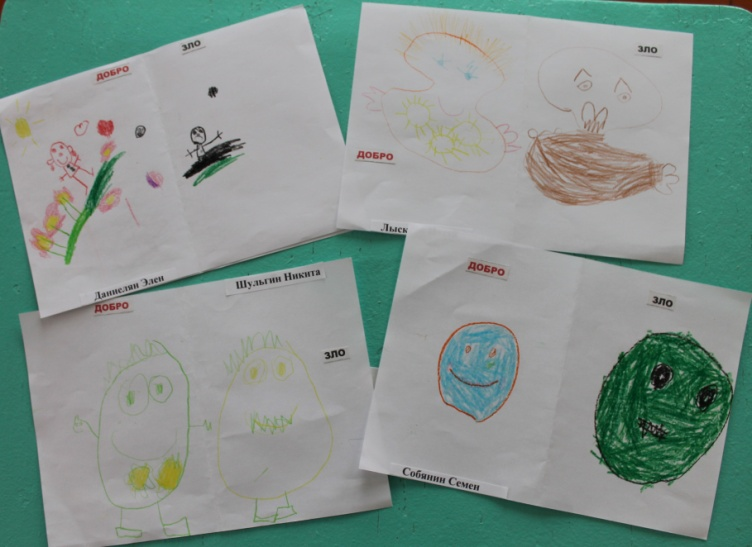 ДОБРО
ЗЛО
Даниелян Элен
ДОБРО
ЗЛО
ДОБРО
Шульгин Никита
ЗЛО
ДОБРО
ЗЛО
Собянин Семен